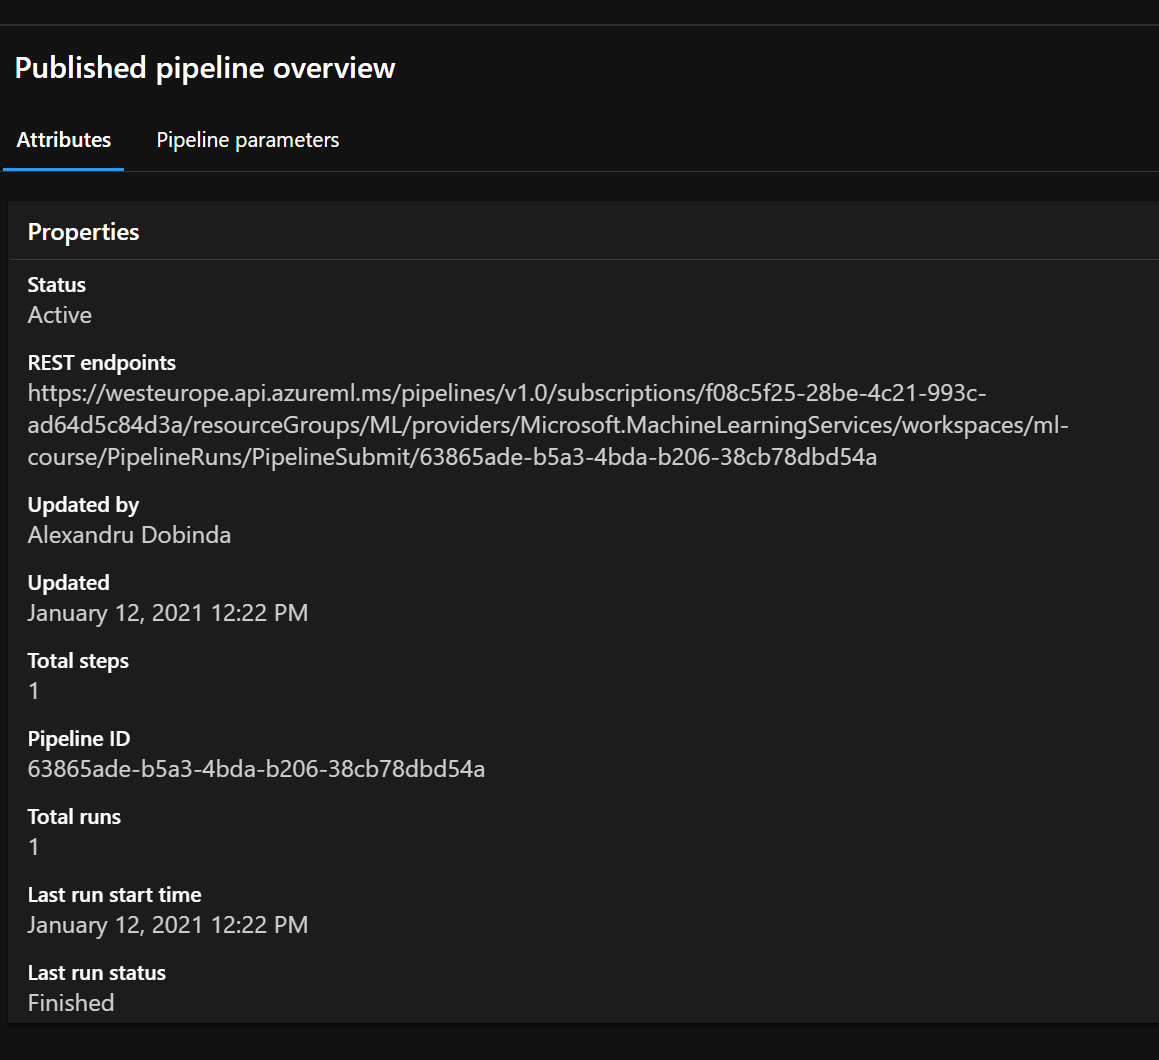 Published pipeline overview
Attributes Pipeline parameters
Properties
Status
Active
REST endpoints
https://westeurope.api.azureml.ms/pipelines/v1.0/subscriptions/f08c5f25-28be-4c21-993c-
ad64d5c84d3a/resourceGroups/ML/providers/Microsoft.MachineLearningServices/workspaces/ml-
course/PipelineRuns/PipelineSubmit/63865ade-b5a3-4bda-b206-38cb78dbd54a
Updated by
Alexandru Dobinda
Updated
January 12, 2021 12:22 PM
Total steps
1
Pipeline ID
63865ade-b5a3-4bda-b206-38cb78dbd54a
Total runs
1
Last run start time
January 12, 2021 12:22 PM
Last run status
Finished